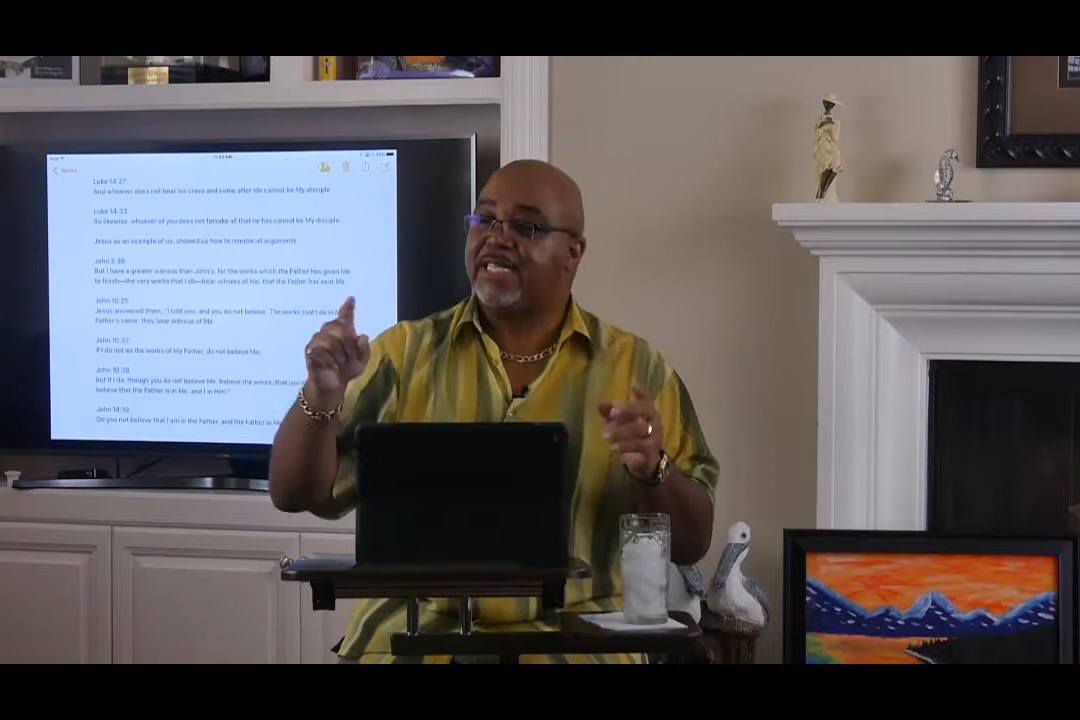 Notes
Luke 14:27
And whoever does not bear his cross and come after Me cannot be My disciple
Luke 14:33
So likewise, whoever of you does not forsake all that he has cannot be My disciple
Jesus as an example of us, showed us how to remove all arguments
John 5:36
But I have a greater witness than John's, for the works which the Father has given Me
to finish—the very works that I do—bear witness of Me, that the Father has sent Me.
John 10:25
Jesus answered them, "I told you, and you do not believe. The works that I do in
Father's name, they bear witness of Me.
John 10:37
If I do not do the works of My Father, do not believe Me,
John 10:38
but if I do, though you do not believe Me, believe the works, that you
believe that the Father is in Me, and I in Him"
John 14:10
Do you not believe that I am in the Father, and the Father in